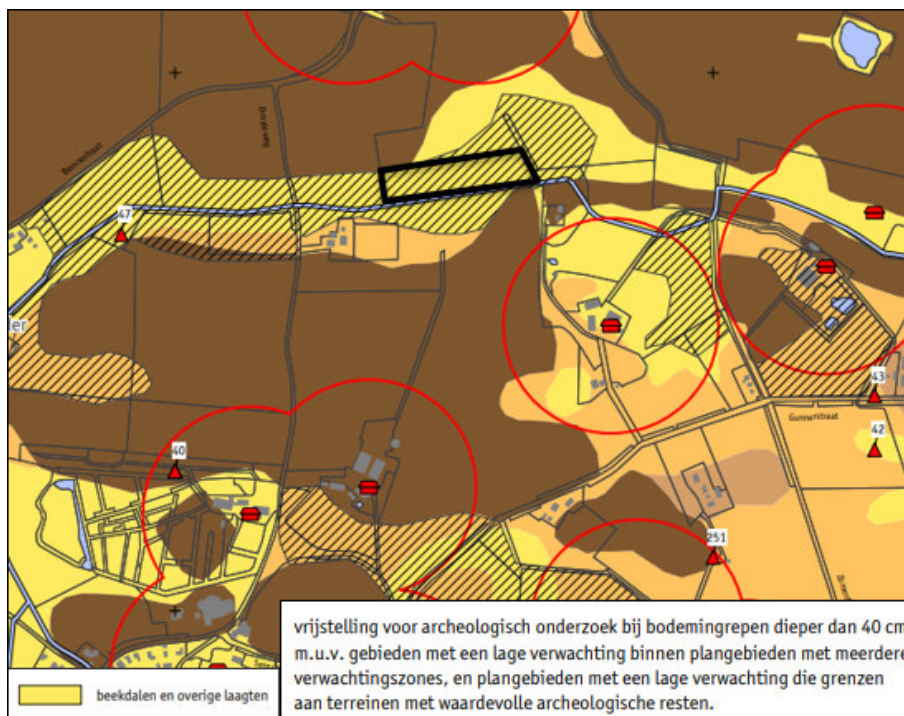 47
er
40
43
Gunnerstraat
42
251
beekdalen en overige laagten
vrijstelling voor archeologisch onderzoek bij bodemingrepen dieper dan 40 cm
m.u.v. gebieden met een lage verwachting binnen plangebieden met meerdere
verwachtingszones, en plangebieden met een lage verwachting die grenzen
aan terreinen met waardevolle archeologische resten.